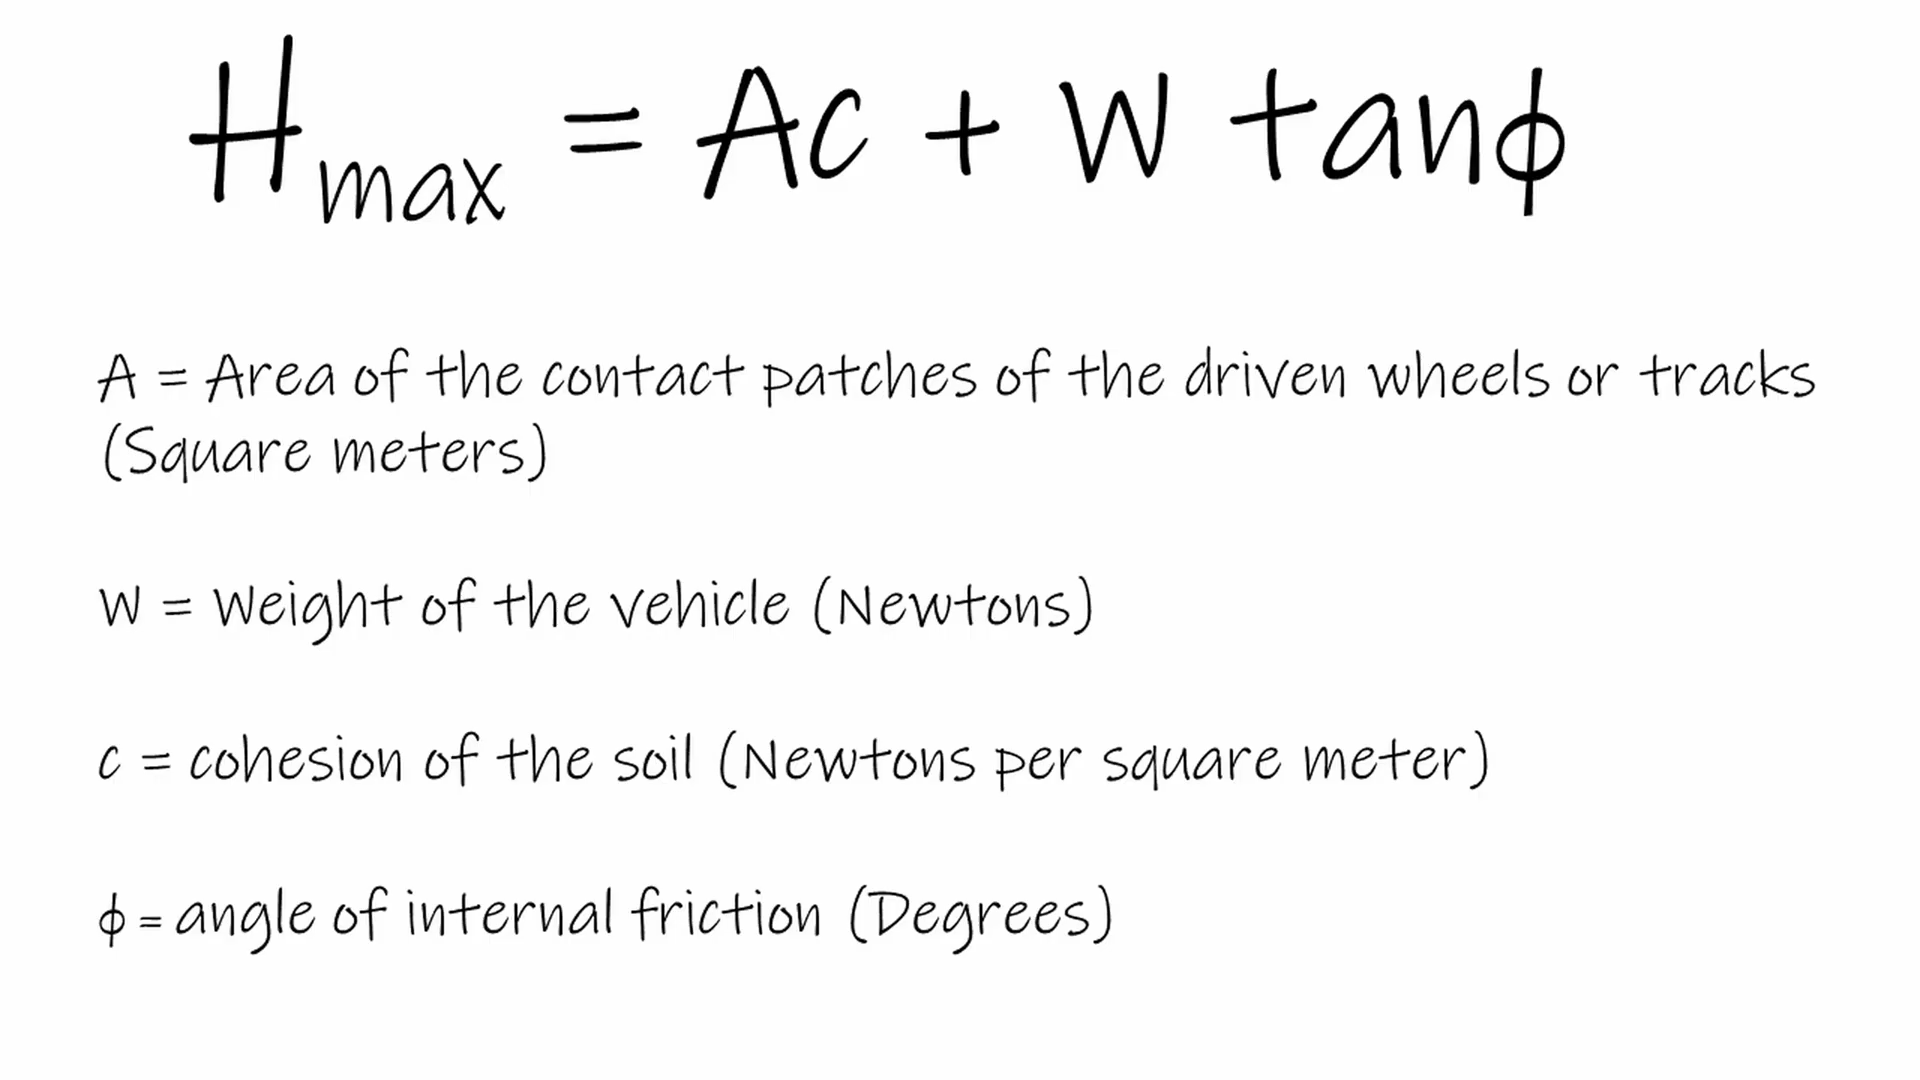 Hmax = Ac + W tanϕ
A = Area of the contact patches of the driven wheels or tracks
(Square meters)
W = Weight of the vehicle (Newtons)
c = cohesion of the soil (Newtons per square meter)
ϕ = angle of internal friction (Degrees)